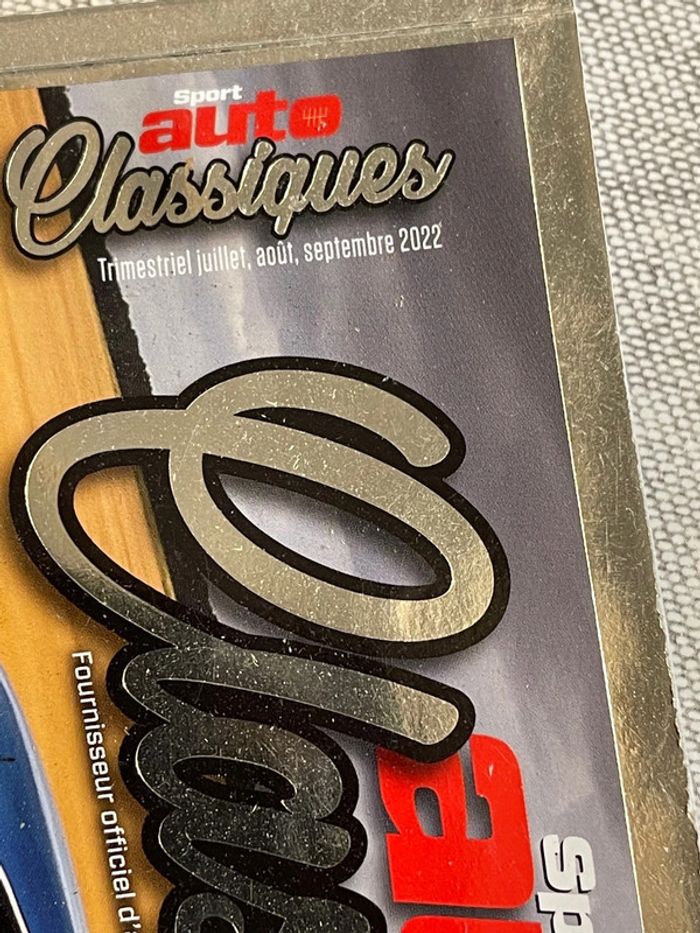 Sport
auto
Classiques
Trimestriel juillet, août, septembre 2022
Fournisseur officiel